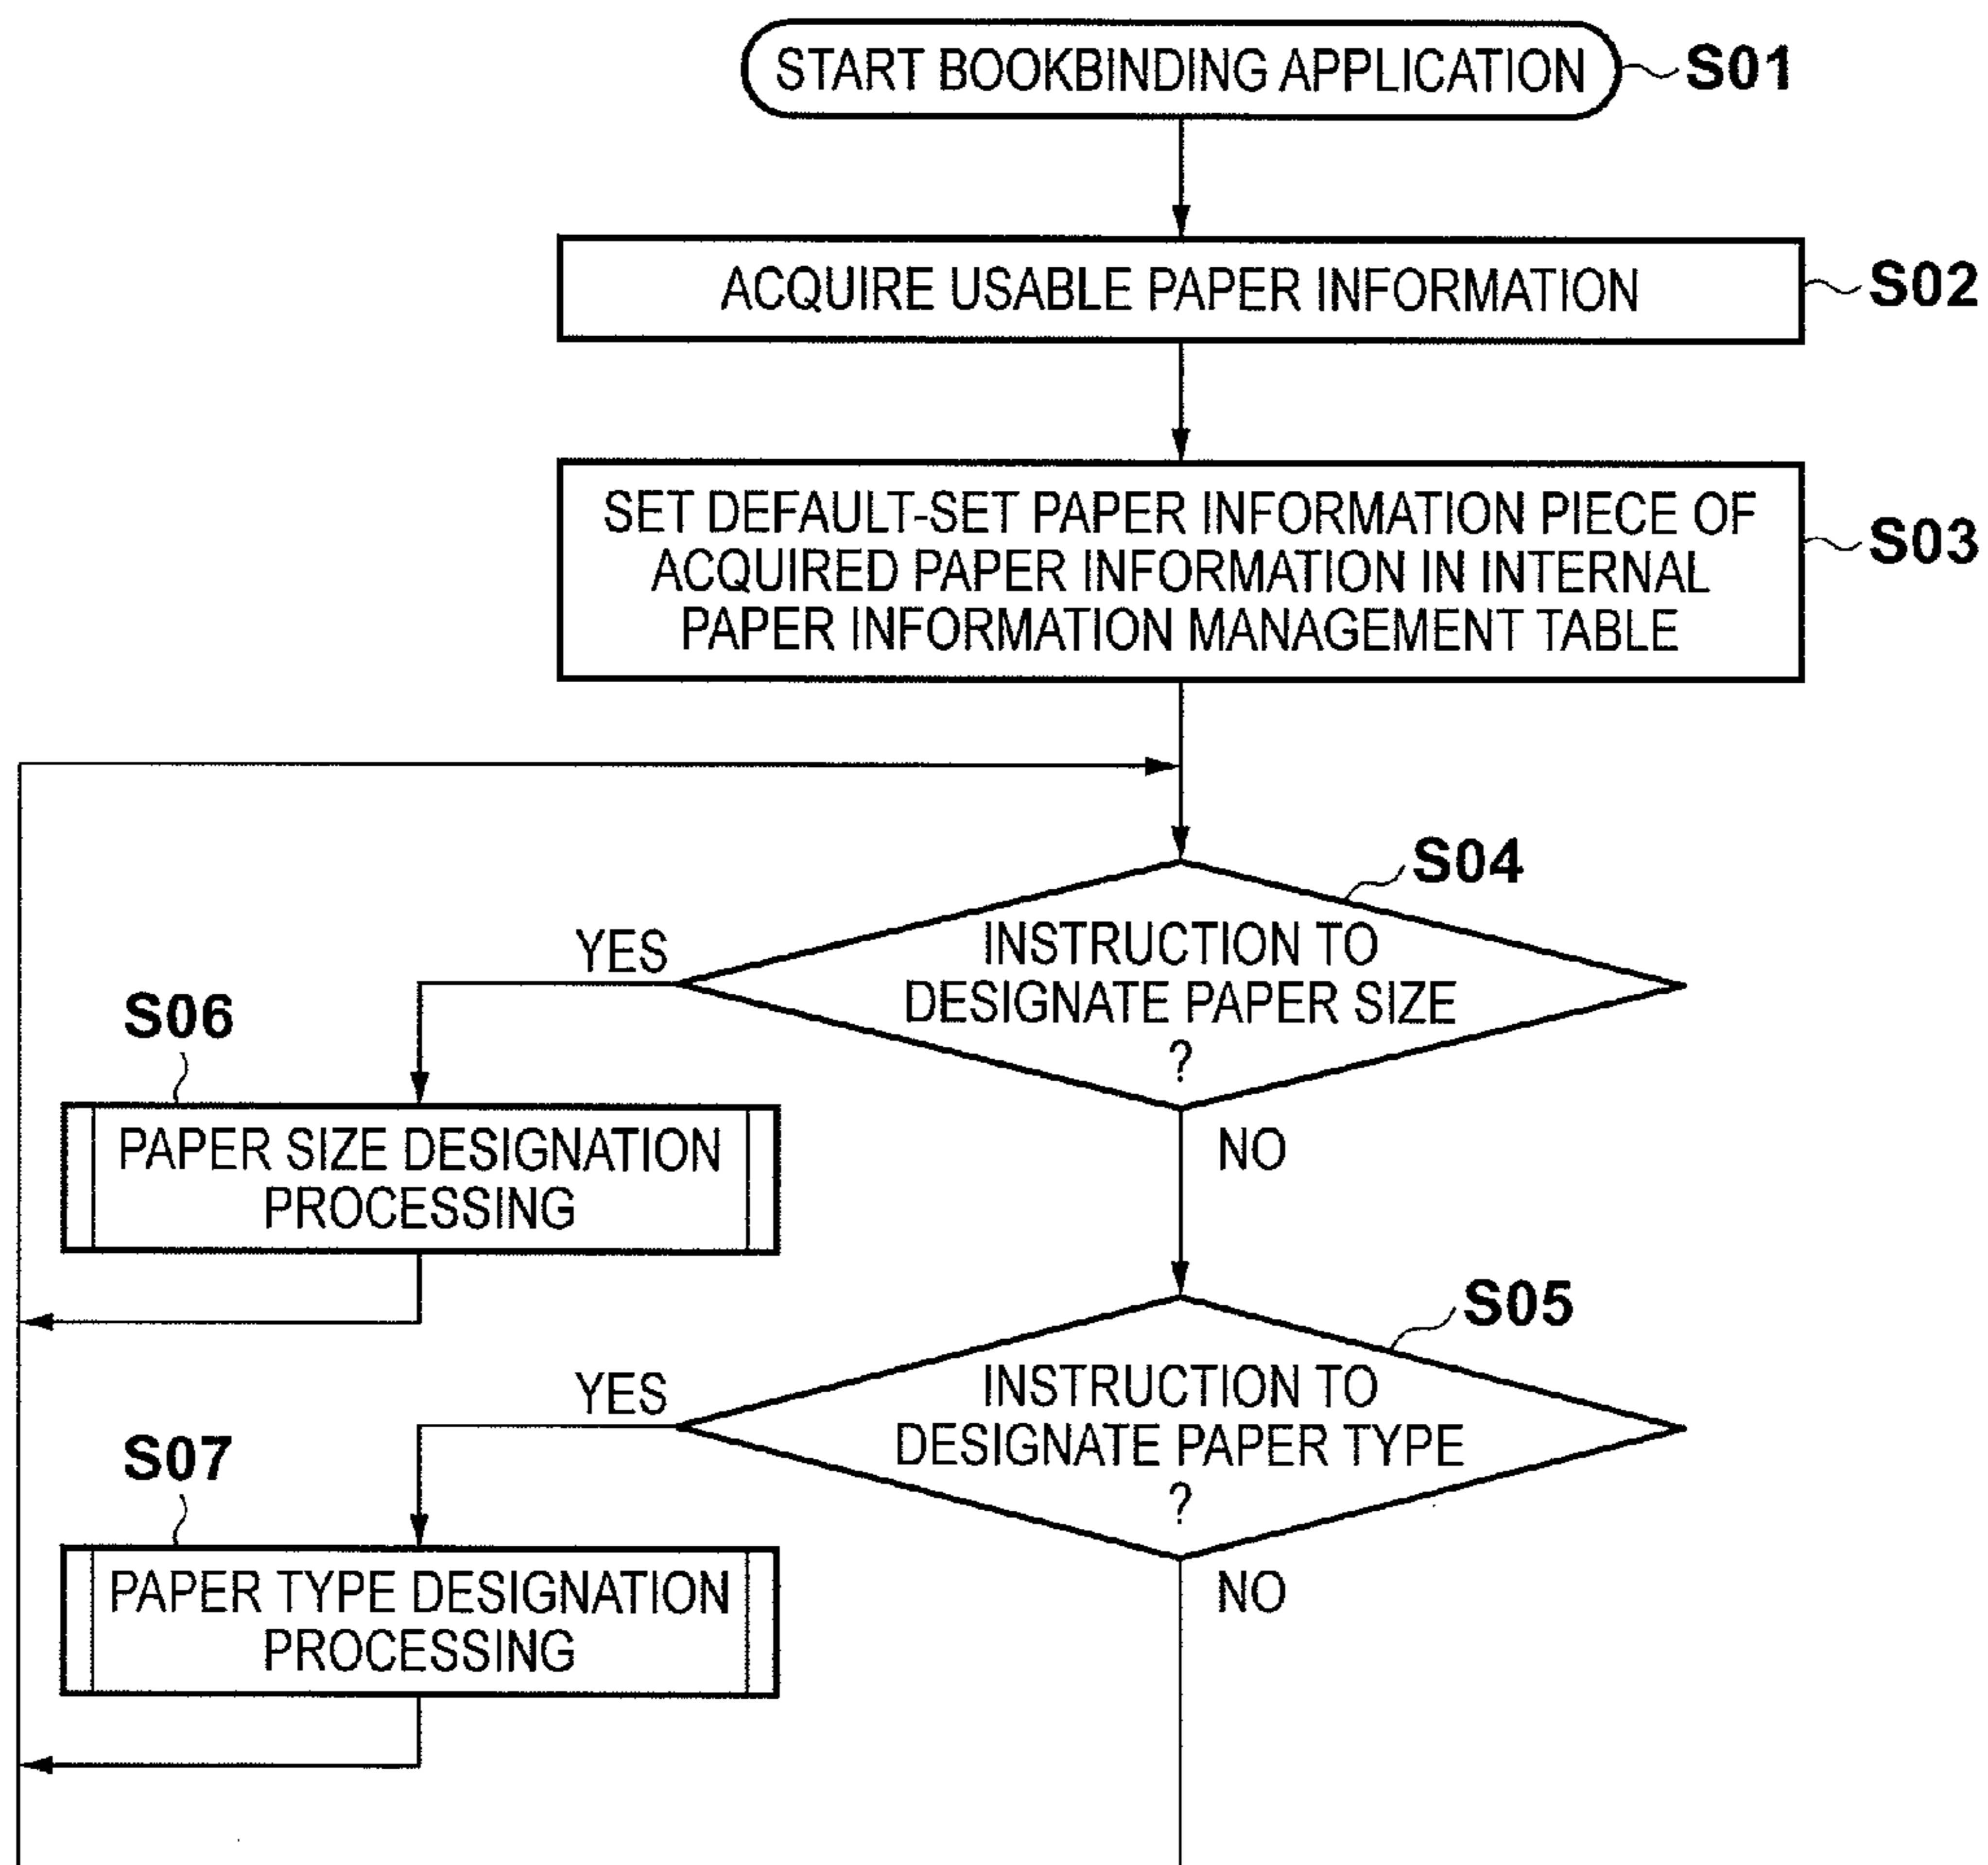 START BOOKBINDING APPLICATION
S01
ACQUIRE USABLE PAPER INFORMATION
S02
SET DEFAULT-SET PAPER INFORMATION PIECE OF
ACQUIRED PAPER INFORMATION IN INTERNAL
PAPER INFORMATION MANAGEMENT TABLE
S03
S04
INSTRUCTION TO
DESIGNATE PAPER SIZE
?
YES
S06
PAPER SIZE DESIGNATION
PROCESSING
NO
S05
INSTRUCTION TO
DESIGNATE PAPER TYPE
?
YES
S07
PAPER TYPE DESIGNATION
PROCESSING
NO